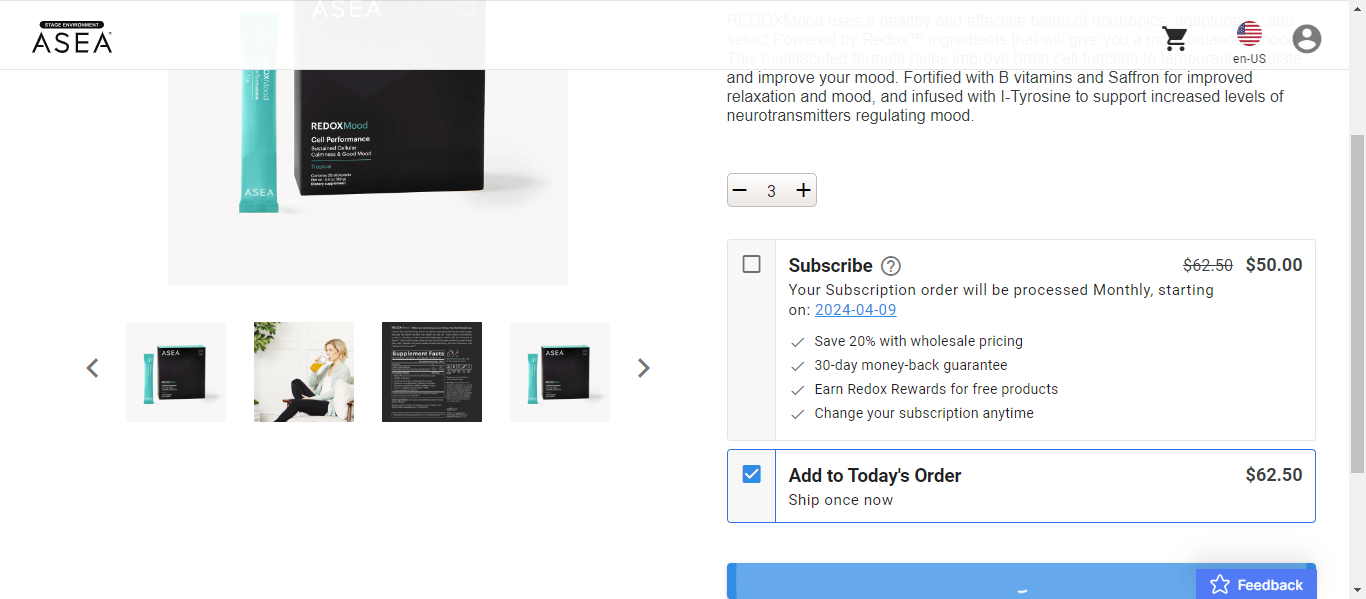 STAGE ENVIRONMENT
ASEA
en-US
ASEA
REDOXMood
Cell Performance
Sustained Cellular
Calmness & Good Mood
Tropical
Dietary supplement
ASEA
REDOXMood uses a healthy and effective blend of nootropics, adaptogens and
select Powered by Redox™ ingredients that will give you a more balanced mood.
This multifaceted formula helps improve brain cell function to temporarily
and improve your mood. Fortified with B vitamins and Saffron for improved
relaxation and mood, and infused with I-Tyrosine to support increased levels of
neurotransmitters regulating mood.
3
Subscribe
$62.50 $50.00
Your Subscription order will be processed Monthly, starting
on: 2024-04-09
Save 20% with wholesale pricing
30-day money-back guarantee
Earn Redox Rewards for free products
Change your subscription anytime
Add to Today's Order
$62.50
Ship once now
ASEA
Supplement Facts
ASEA
Feedback